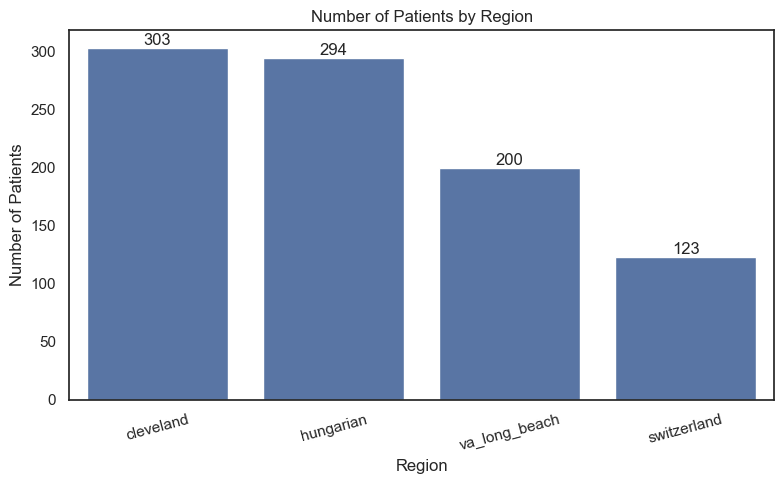 Number of Patients by Region
Number of Patients
300
250
200
150
100
50
0
303
294
200
123
cleveland
hungarian
va_long_beach
switzerland
Region